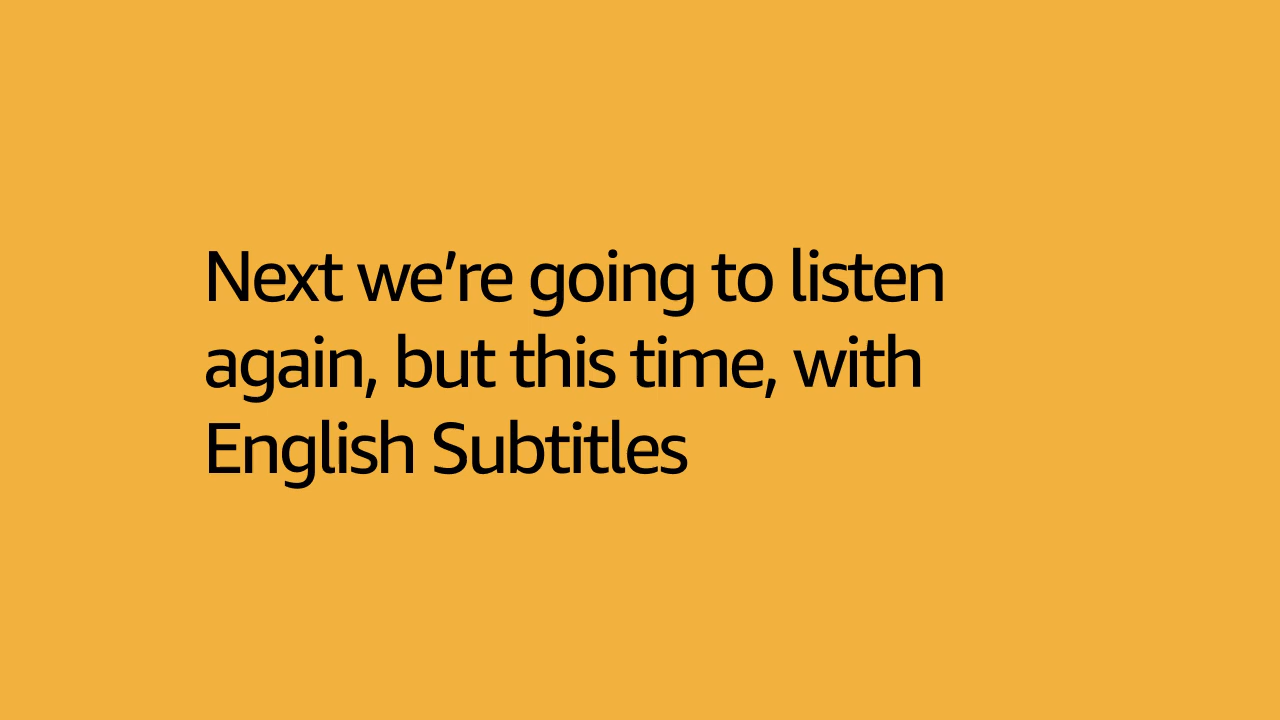 Next we’re going to listen
again, but this time, with
English Subtitles